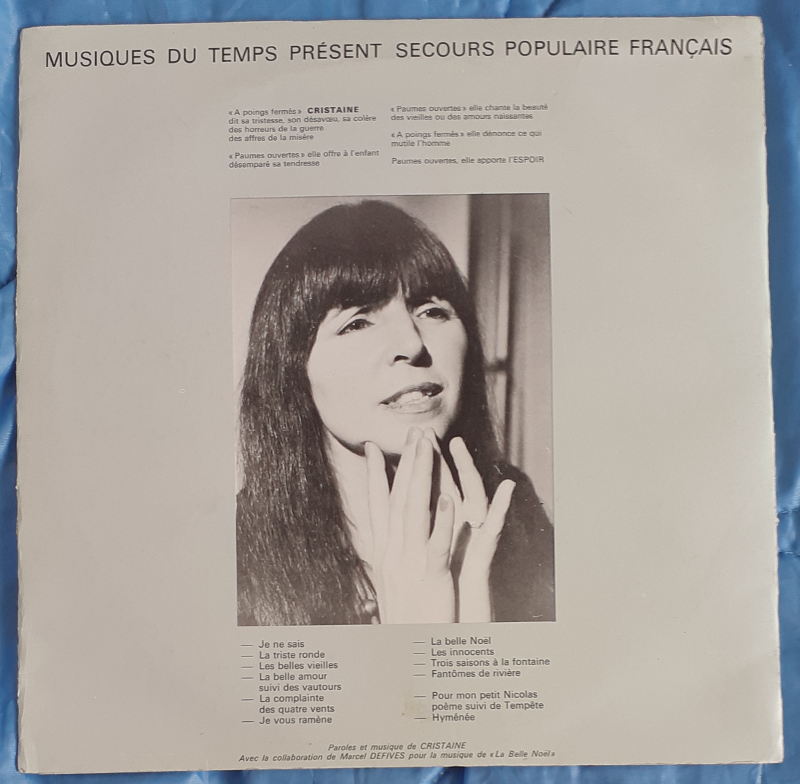 MUSIQUES DU TEMPS PRÉSENT SECOURS POPULAIRE FRANÇAIS
« A poings fermés » CRISTAINE
dit sa tristesse, son désavœu, sa colère
des horreurs de la guerre
des affres de la misère
« Paumes ouvertes » elle offre à l'enfant
désemparé sa tendresse
« Paumes ouvertes » elle chante la beauté
des vieilles ou des amours naissantes
« A poings fermés » elle dénonce ce qui
mutile l'homme
Paumes ouvertes, elle apporte l'ESPOIR
— Je ne sais
— La triste ronde
— Les belles vieilles
— La belle amour
suivi des vautours
— La complainte
des quatre vents
— Je vous ramène
— La belle Noël
— Les innocents
— Trois saisons à la fontaine
— Fantômes de rivière
— Pour mon petit Nicolas
poème suivi de Tempête
— Hyménée
Paroles et musique de CRISTAINE
Avec la collaboration de Marcel DEFIVES pour la musique de « La Belle Noël »